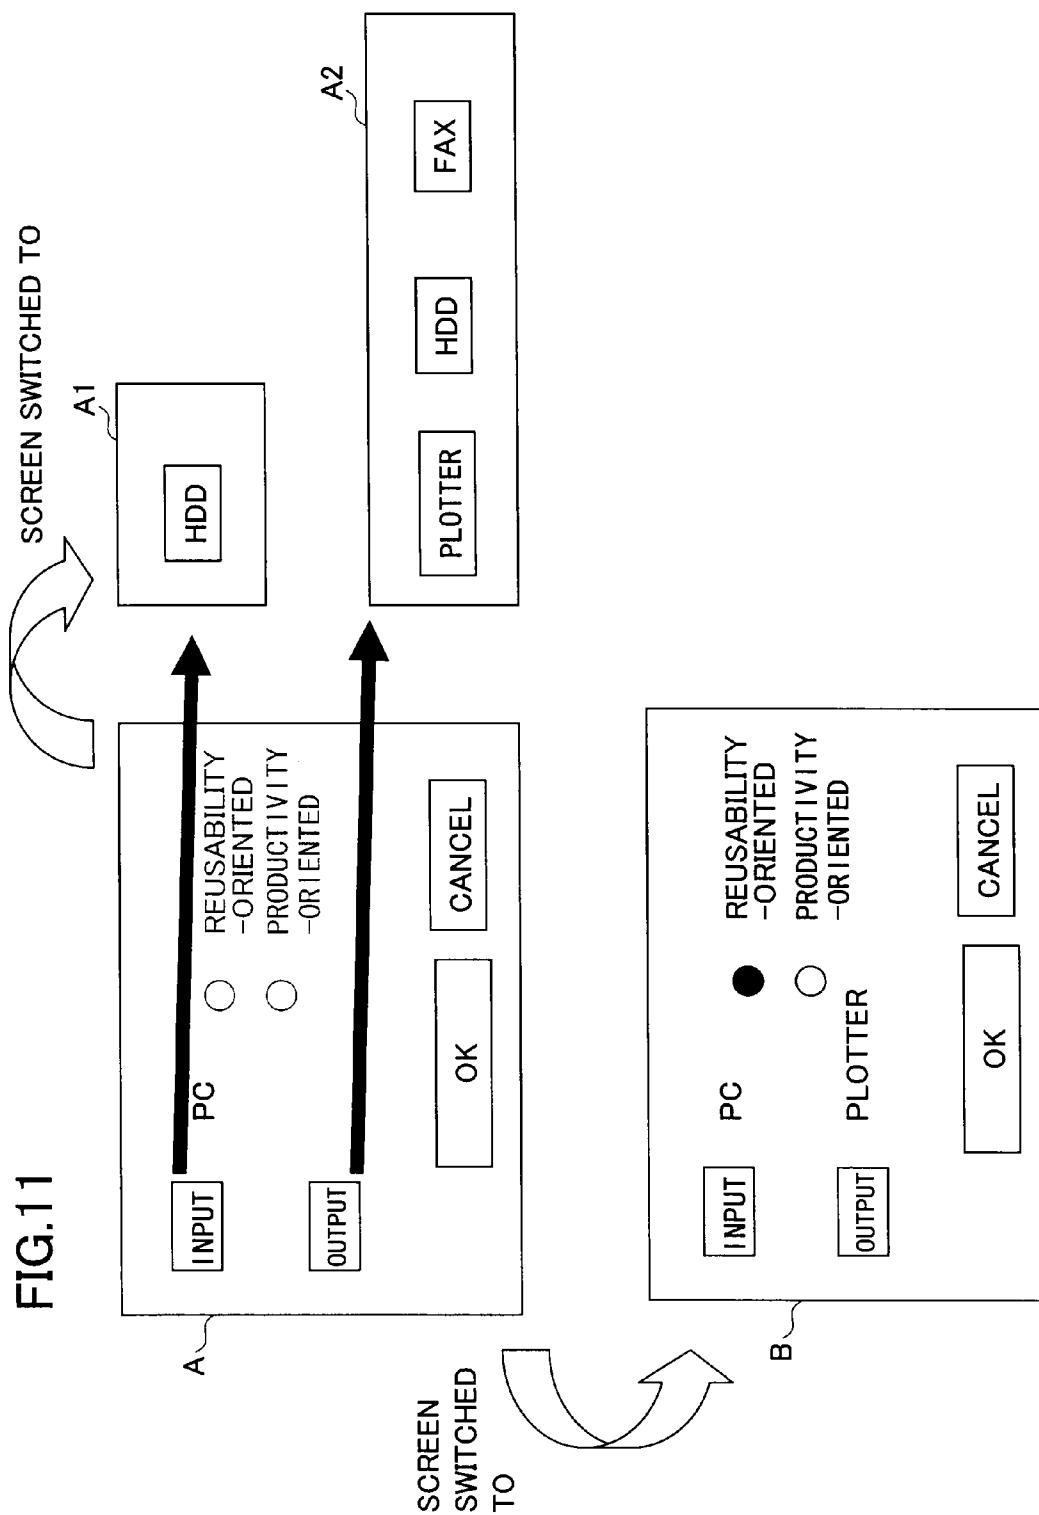 FIG.11
SCREEN SWITCHED TO
A
INPUT
PC
REUSABILITY
-ORIENTED
PRODUCTIVITY
-ORIENTED
OUTPUT
OK
CANCEL
A1
HDD
A2
PLOTTER
HDD
FAX
SCREEN
SWITCHED
TO
B
INPUT
PC
REUSABILITY
-ORIENTED
PRODUCTIVITY
-ORIENTED
OUTPUT
PLOTTER
OK
CANCEL